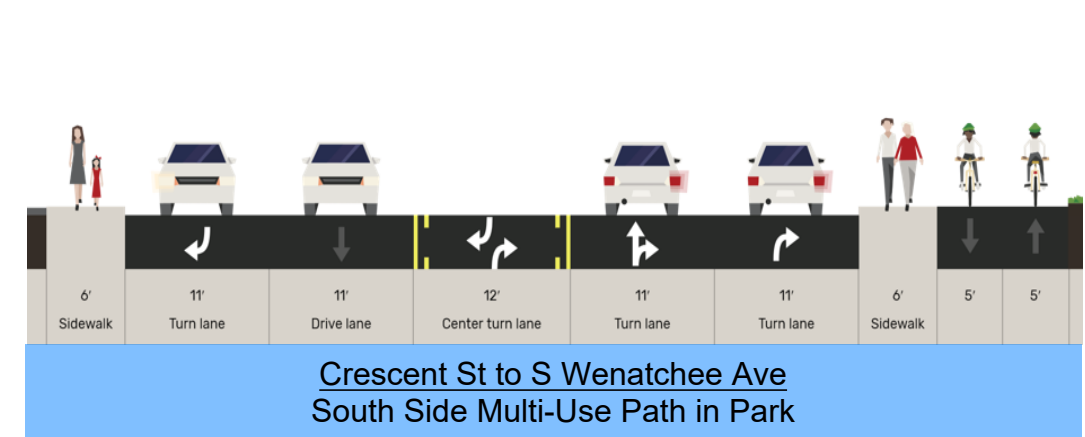 6′ 11′ 11′ 12′ 11′ 11′ 6′ 5′ 5′
Sidewalk Turn lane Drive lane Center turn lane Turn lane Turn lane Sidewalk
Crescent St to S Wenatchee Ave
South Side Multi-Use Path in Park